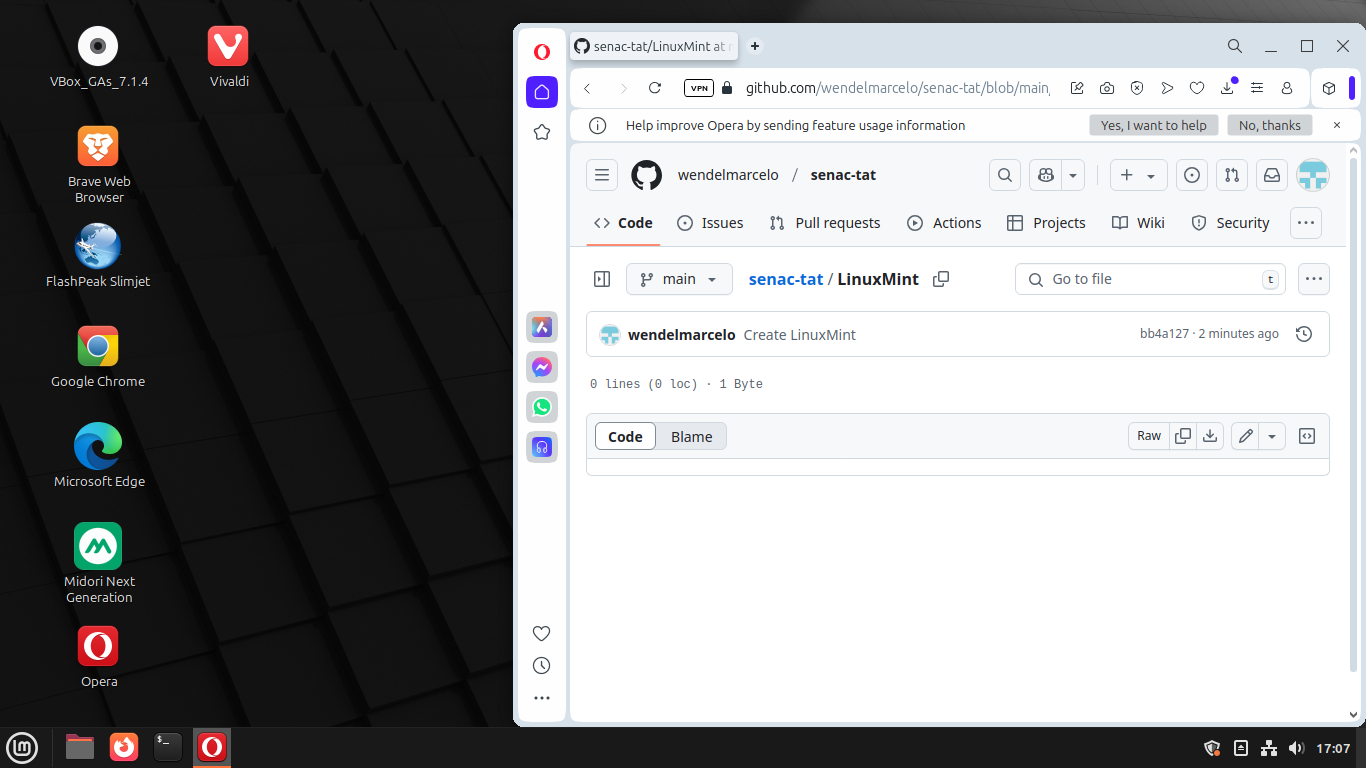 VBox_GAs_7.1.4
Vivaldi
Brave Web
Browser
FlashPeak Slimjet
Google Chrome
Microsoft Edge
Midori Next
Generation
Opera
senac-tat/LinuxMint at
VPN
github.com/wendelmarcelo/senac-tat/blob/main
Help improve Opera by sending feature usage information
Yes, I want to help
No, thanks
wendelmarcelo / senac-tat
Code
Issues
Pull requests
Actions
Projects
Wiki
Security
main
senac-tat / LinuxMint
Go to file
t
wendelmarcelo Create LinuxMint
bb4a127 · 2 minutes ago
0 lines (0 loc) · 1 Byte
Code
Blame
Raw
17:07